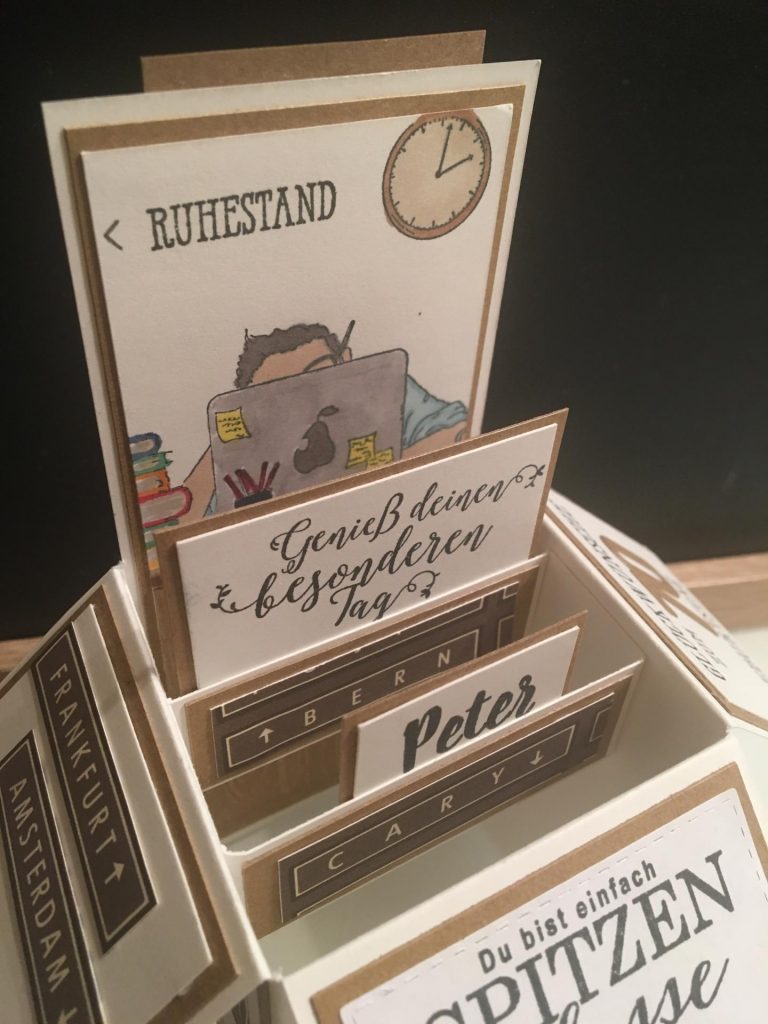 < RUHESTAND
Genieß deinen
besonderen
Tag
↑ BERN
Peter
CARY ↓
FRANKFURT ↑
AMSTERDAM ↓
Du bist einfach
SPITZEN